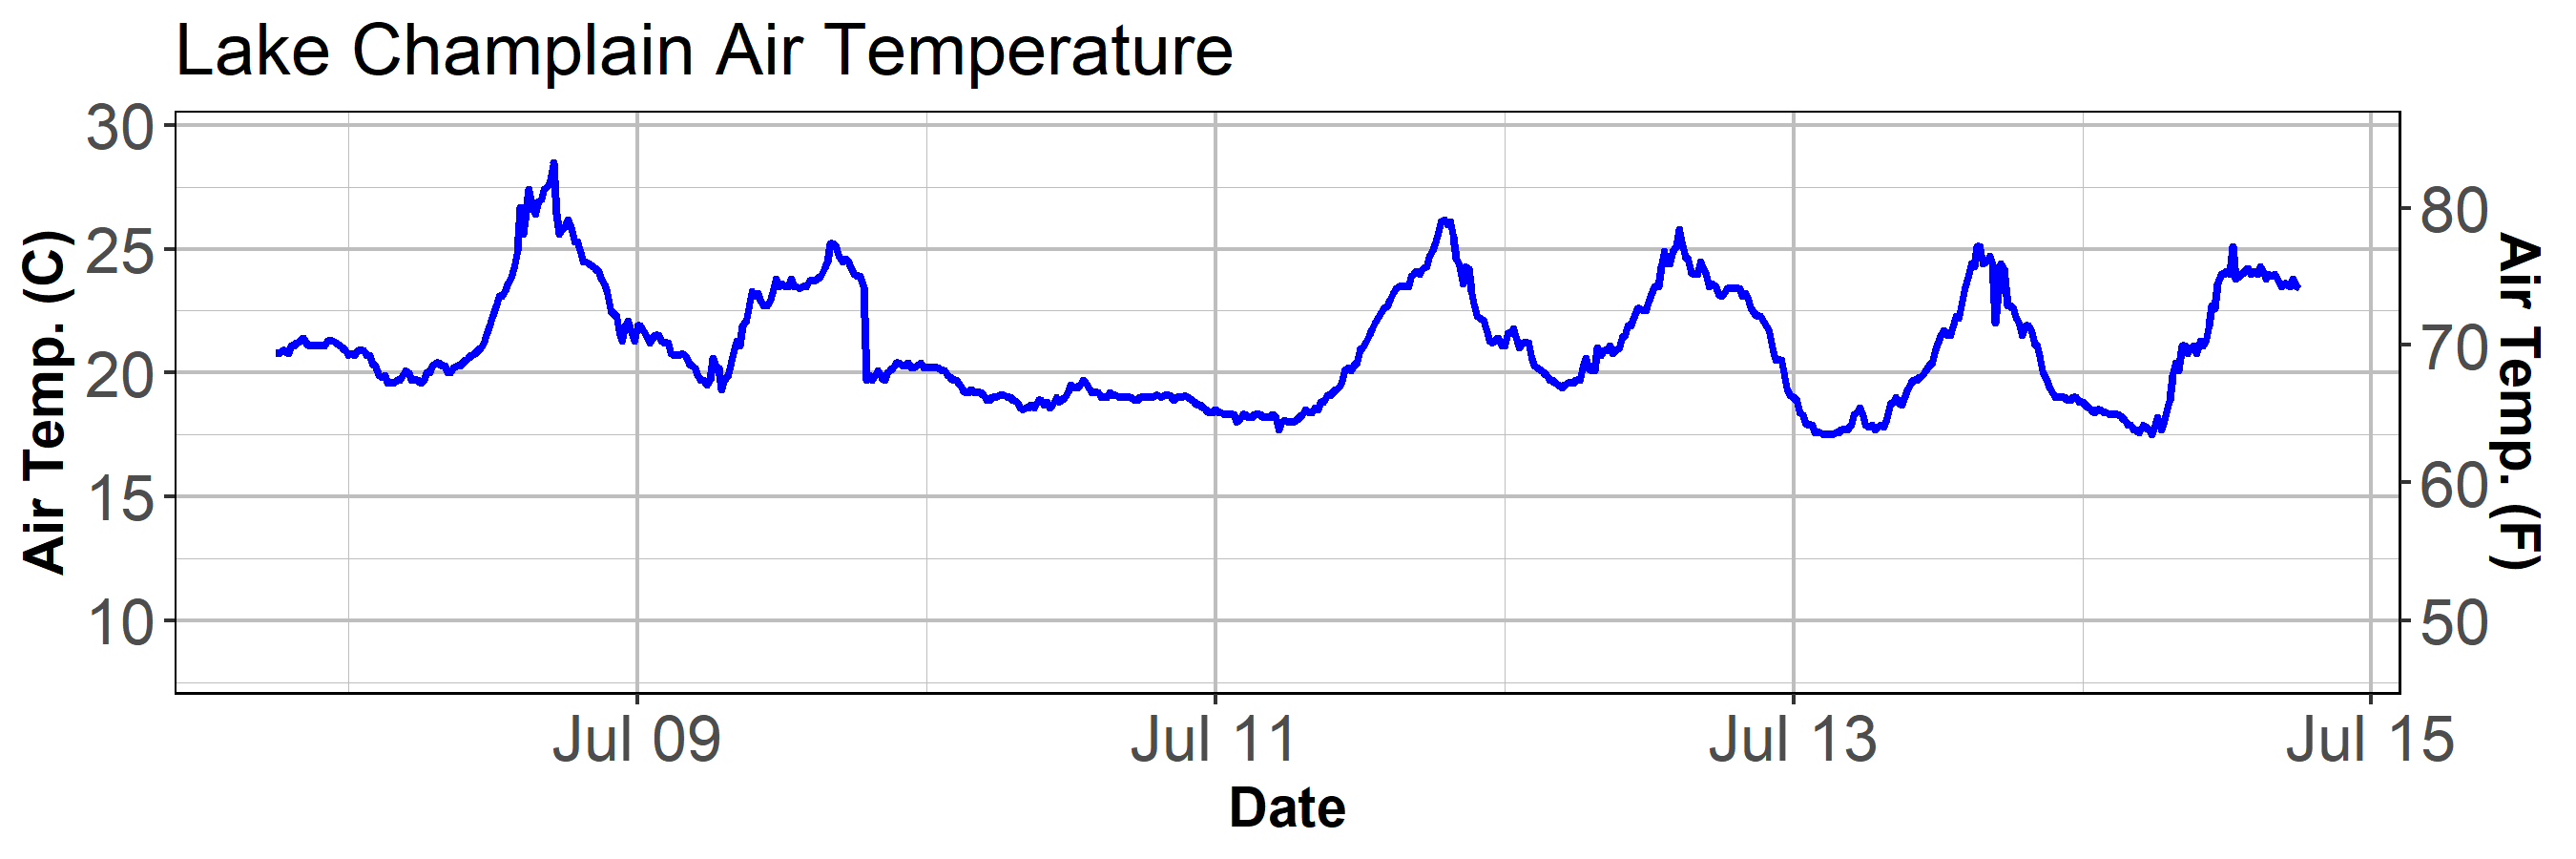 Lake Champlain Air Temperature
Air Temp. (C)
30
25
20
15
10
80
70
60
50
Air Temp. (F)
Jul 09 Jul 11 Jul 13 Jul 15
Date